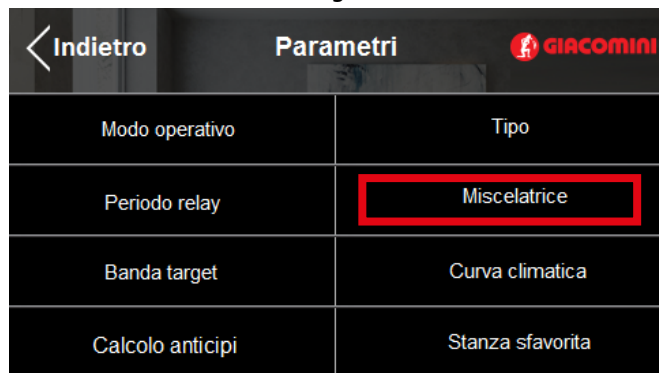 Indietro Parametri GIACOMINI
Modo operativo Tipo
Periodo relay Miscelatrice
Banda target Curva climatica
Calcolo anticipi Stanza sfavorita